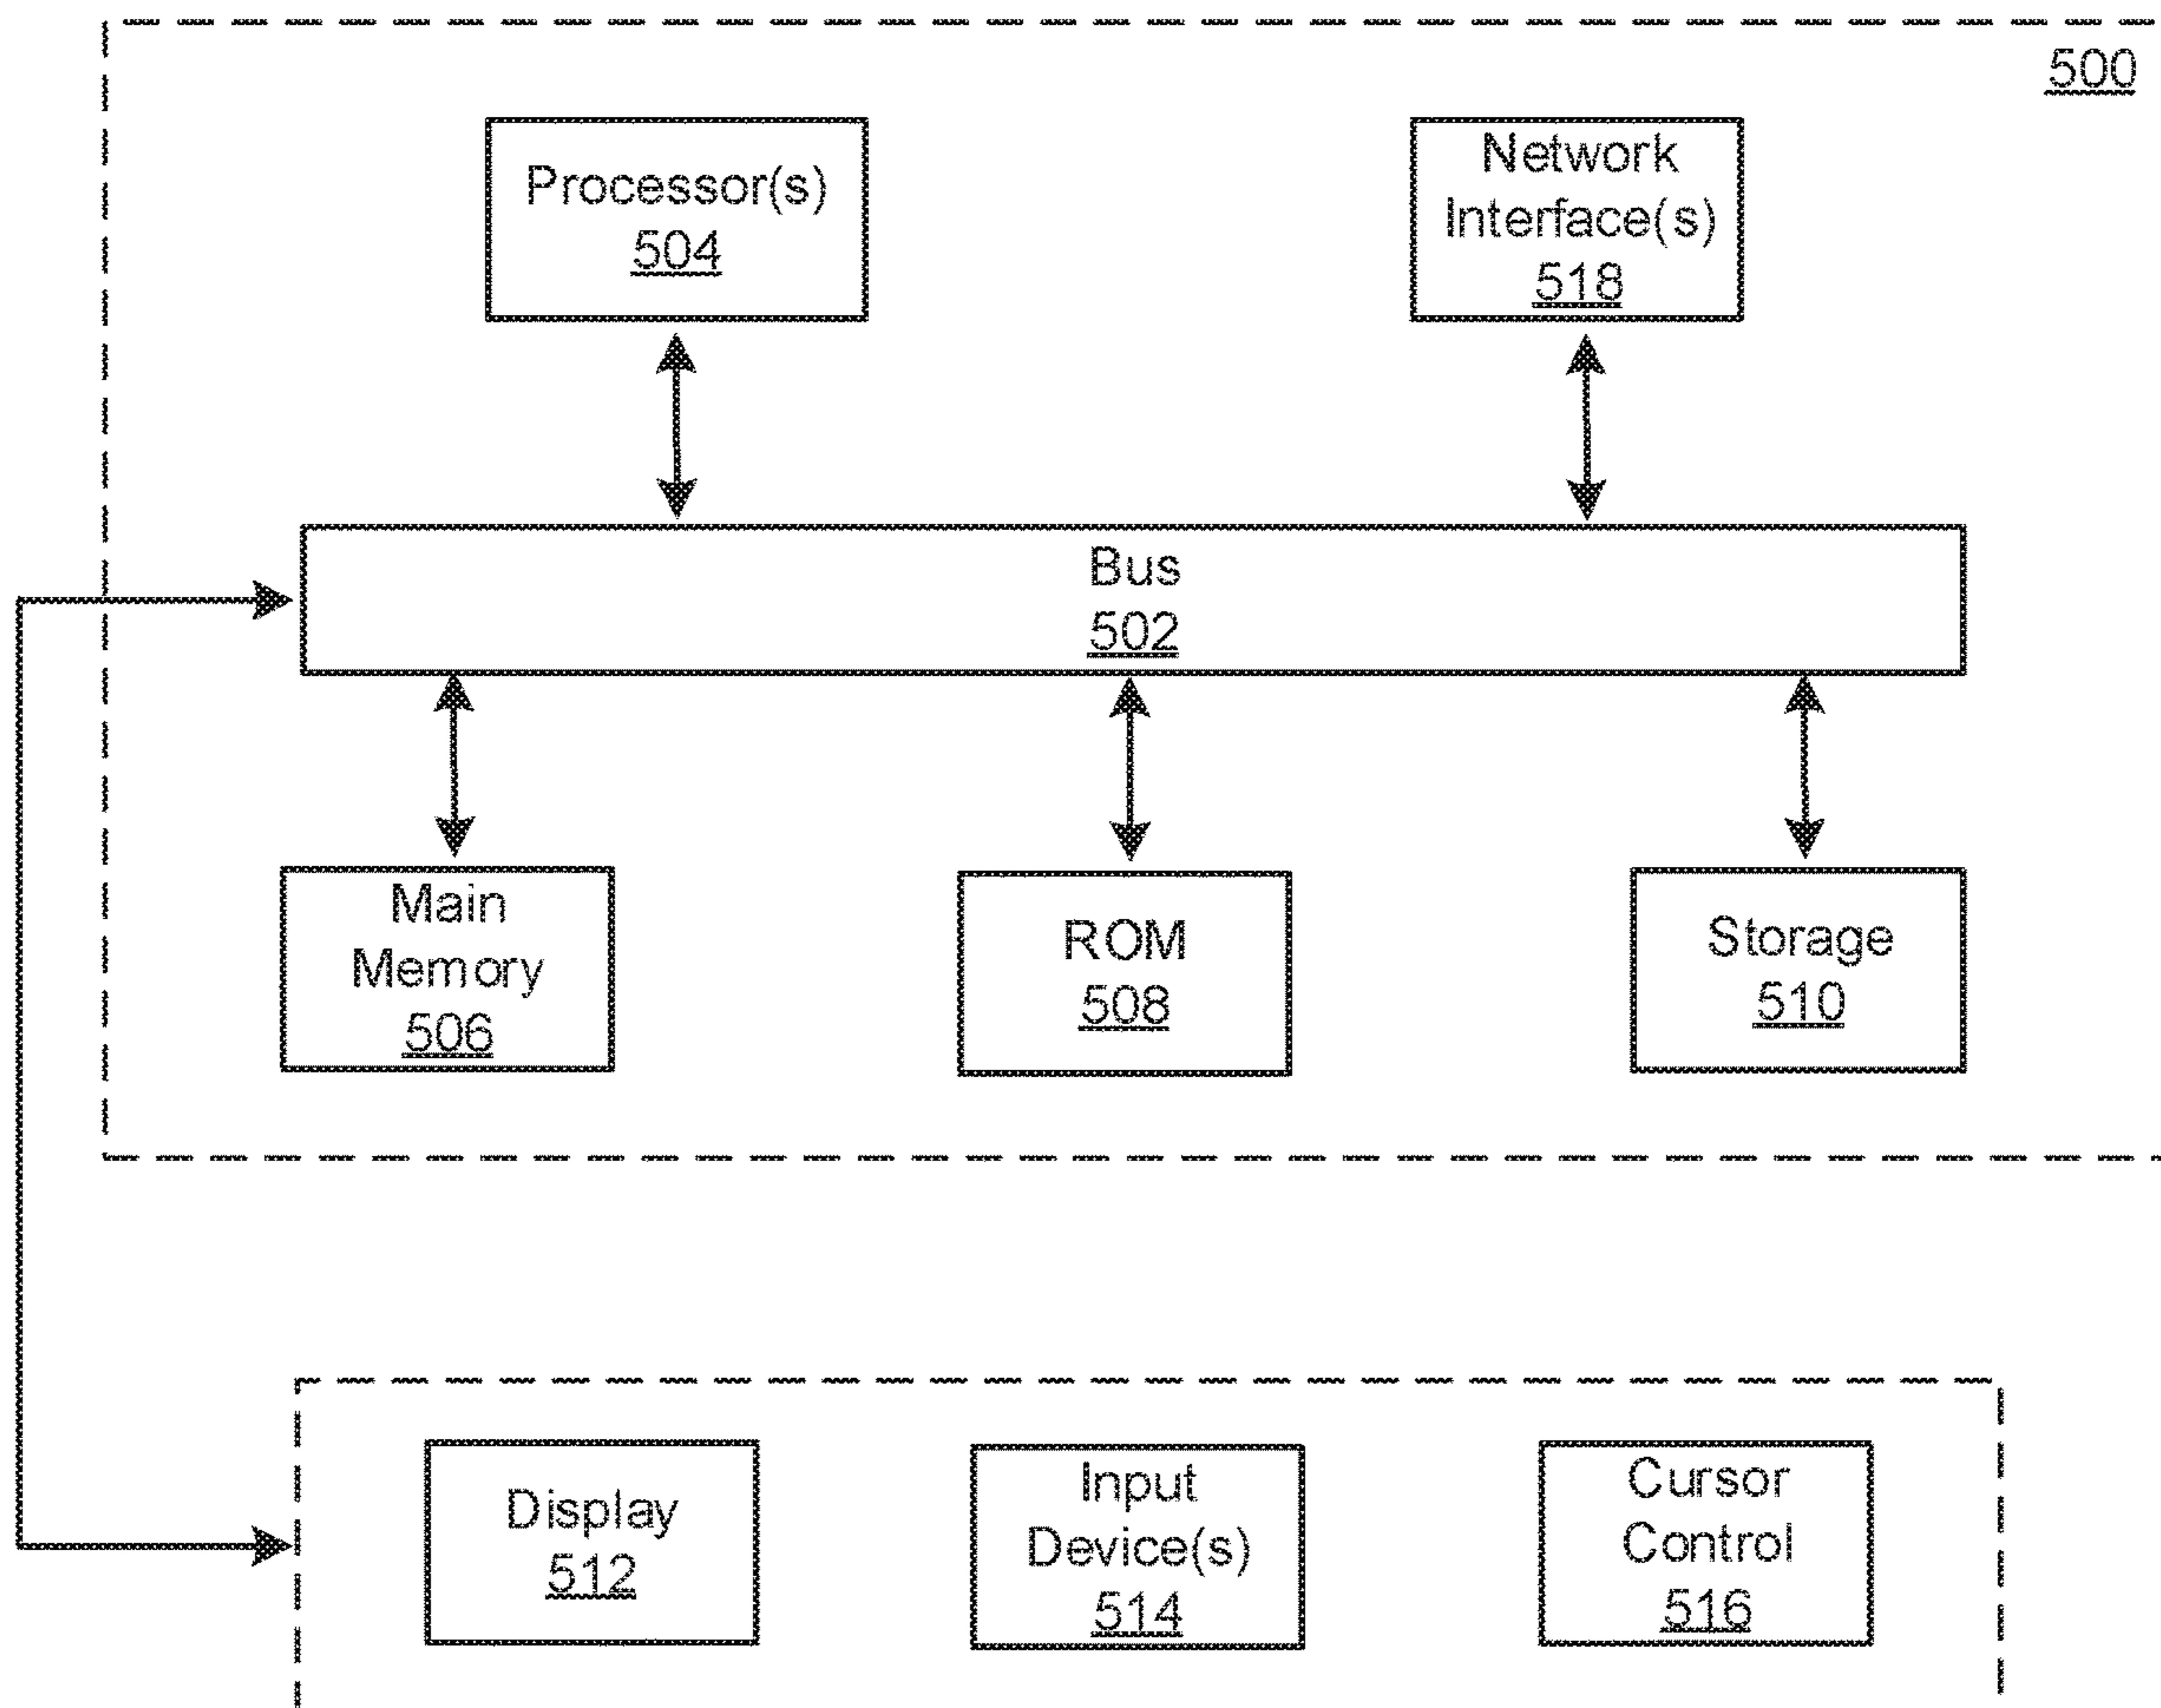 500
Processor(s)
504
Network
Interface(s)
518
Bus
502
Main
Memory
506
ROM
508
Storage
510
Display
512
Input
Device(s)
514
Cursor
Control
516